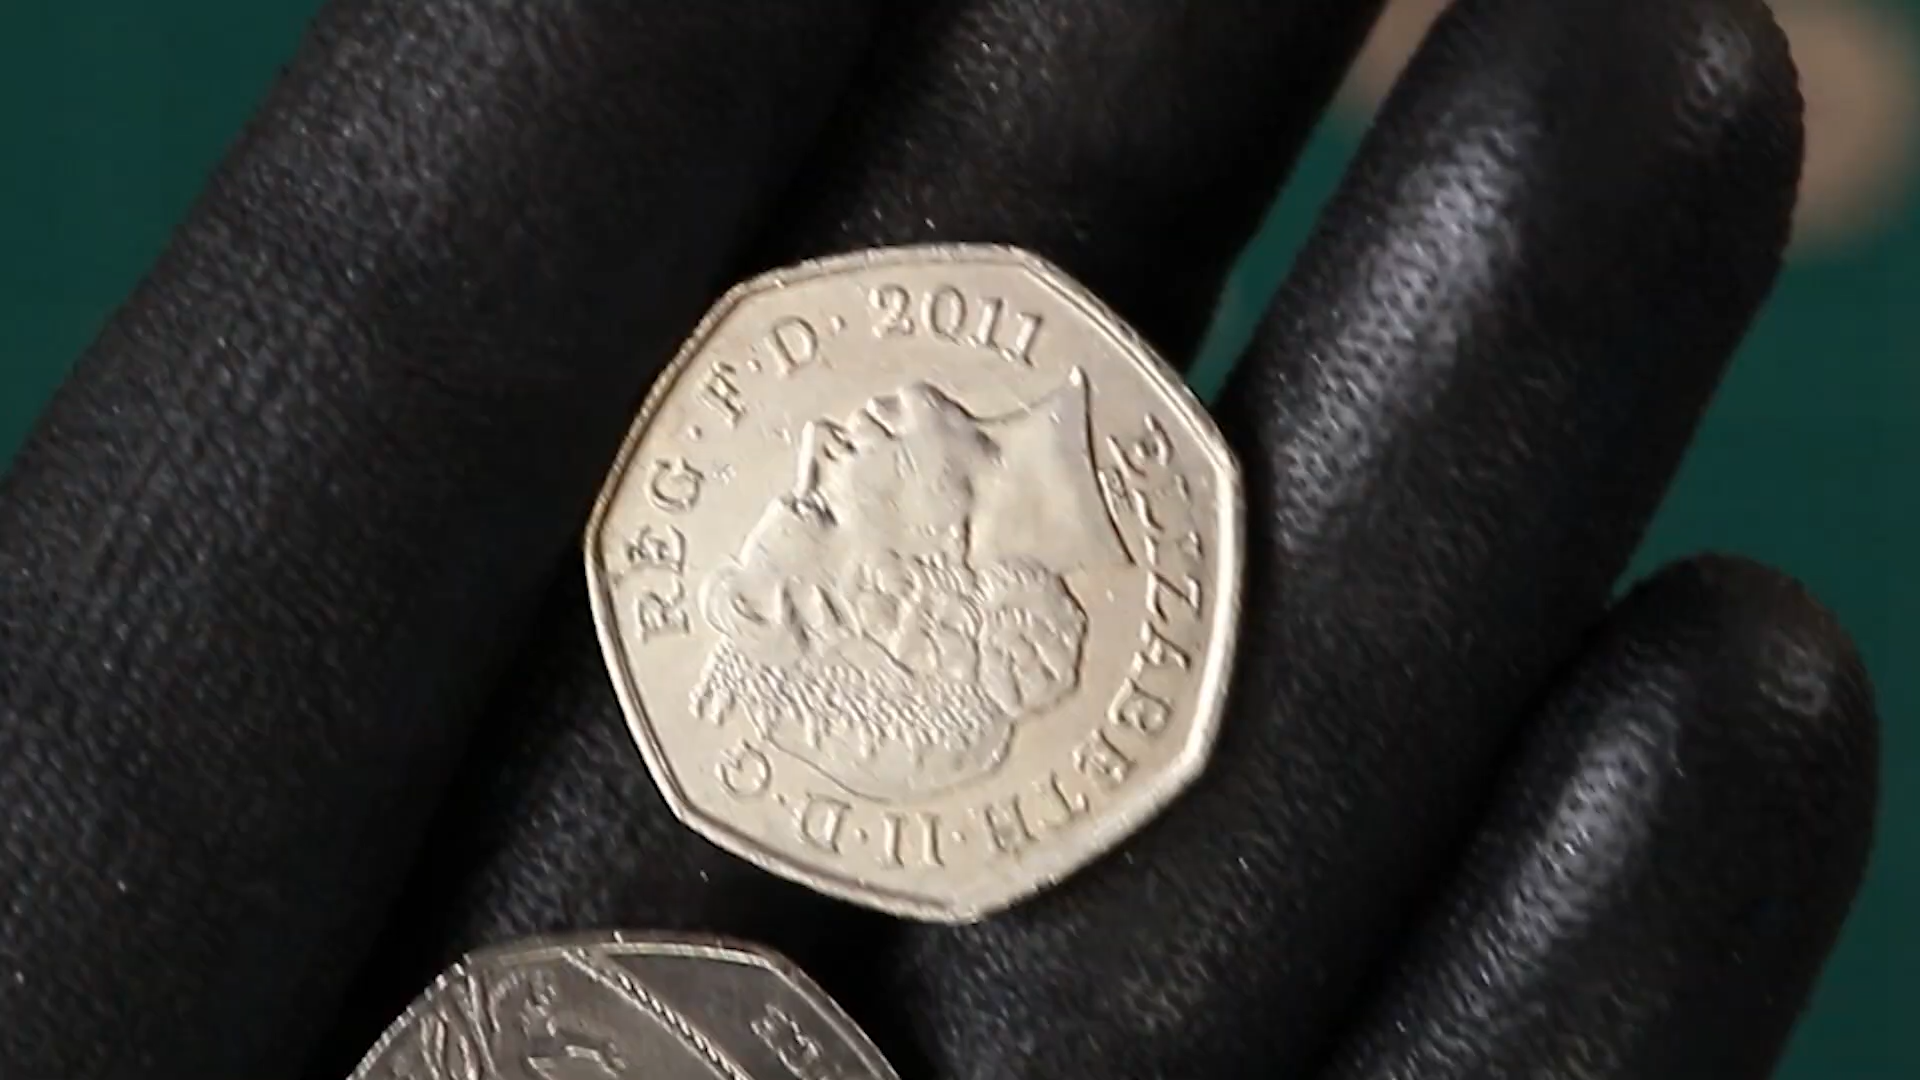 ELIZABETH · II · D · G
REG · F · D · 2011